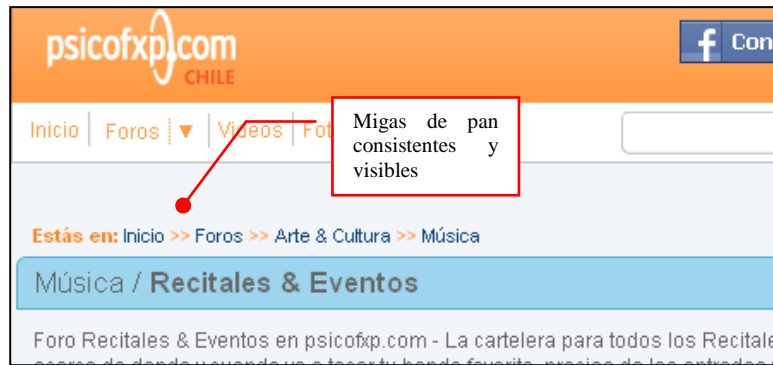 psicofxp.com
CHILE
f Con
Inicio Foros ▼ Videos Fot
Migas de pan
consistentes y
visibles
Estás en: Inicio >> Foros >> Arte & Cultura >> Música
Música / Recitales & Eventos
Foro Recitales & Eventos en psicofxp.com - La cartelera para todos los Recitale